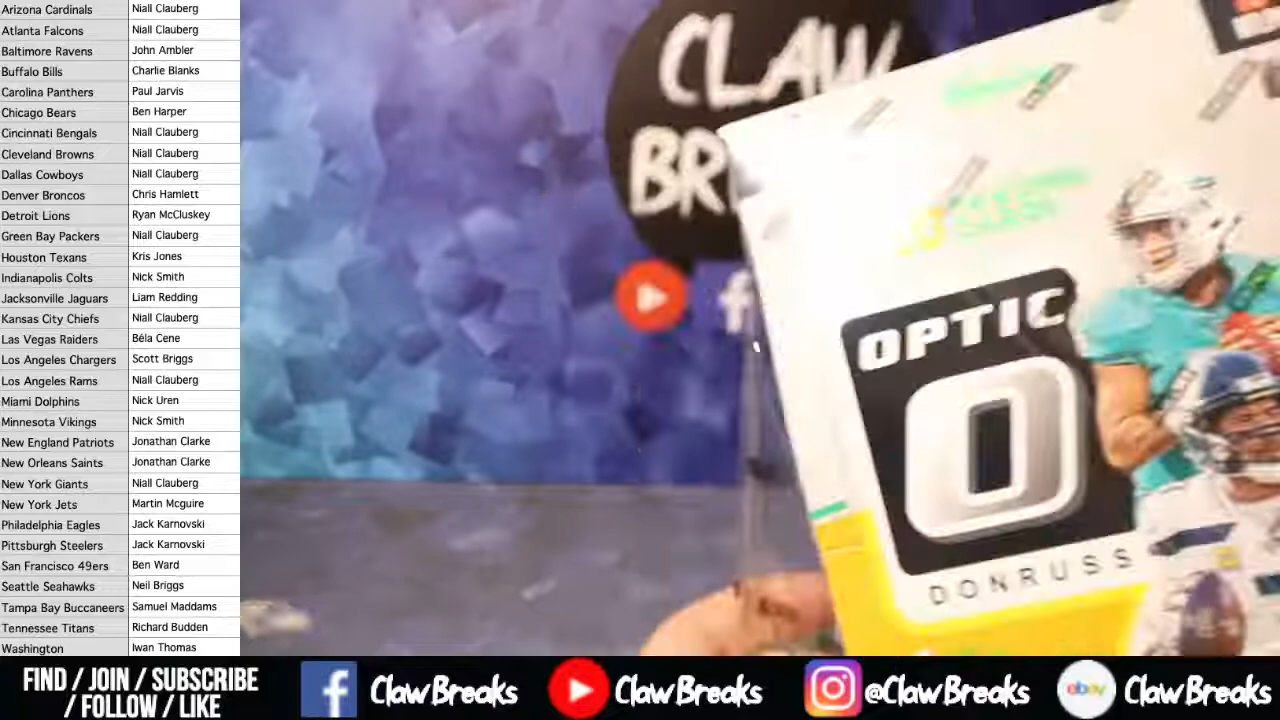 Arizona Cardinals Niall Clauberg
Atlanta Falcons Niall Clauberg
Baltimore Ravens John Ambler
Buffalo Bills Charlie Blanks
Carolina Panthers Paul Jarvis
Chicago Bears Ben Harper
Cincinnati Bengals Niall Clauberg
Cleveland Browns Niall Clauberg
Dallas Cowboys Niall Clauberg
Denver Broncos Chris Hamlett
Detroit Lions Ryan McCluskey
Green Bay Packers Niall Clauberg
Houston Texans Kris Jones
Indianapolis Colts Nick Smith
Jacksonville Jaguars Liam Redding
Kansas City Chiefs Niall Clauberg
Las Vegas Raiders Béla Cene
Los Angeles Chargers Scott Briggs
Los Angeles Rams Niall Clauberg
Miami Dolphins Nick Uren
Minnesota Vikings Nick Smith
New England Patriots Jonathan Clarke
New Orleans Saints Jonathan Clarke
New York Giants Niall Clauberg
New York Jets Martin Mcguire
Philadelphia Eagles Jack Karnovski
Pittsburgh Steelers Jack Karnovski
San Francisco 49ers Ben Ward
Seattle Seahawks Neil Briggs
Tampa Bay Buccaneers Samuel Maddams
Tennessee Titans Richard Budden
Washington Iwan Thomas
CLAW
BR
f
OPTIC
O
DONRUSS
FIND / JOIN / SUBSCRIBE
/ FOLLOW / LIKE
f ClawBreaks
ClawBreaks
@ClawBreaks
ebay ClawBreaks